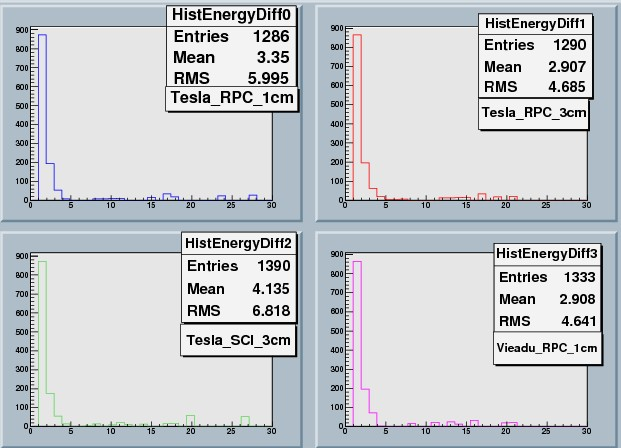 HistEnergyDiff0
Entries 1286
Mean 3.35
RMS 5.995
Tesla_RPC_1cm
900
800
700
600
500
400
300
200
100
0
0 5 10 15 20 25 30
HistEnergyDiff1
Entries 1290
Mean 2.907
RMS 4.685
Tesla_RPC_3cm
900
800
700
600
500
400
300
200
100
0
0 5 10 15 20 25 30
HistEnergyDiff2
Entries 1390
Mean 4.135
RMS 6.818
Tesla_SCI_3cm
900
800
700
600
500
400
300
200
100
0
0 5 10 15 20 25 30
HistEnergyDiff3
Entries 1333
Mean 2.908
RMS 4.641
Vieadu_RPC_1cm
900
800
700
600
500
400
300
200
100
0
0 5 10 15 20 25 30